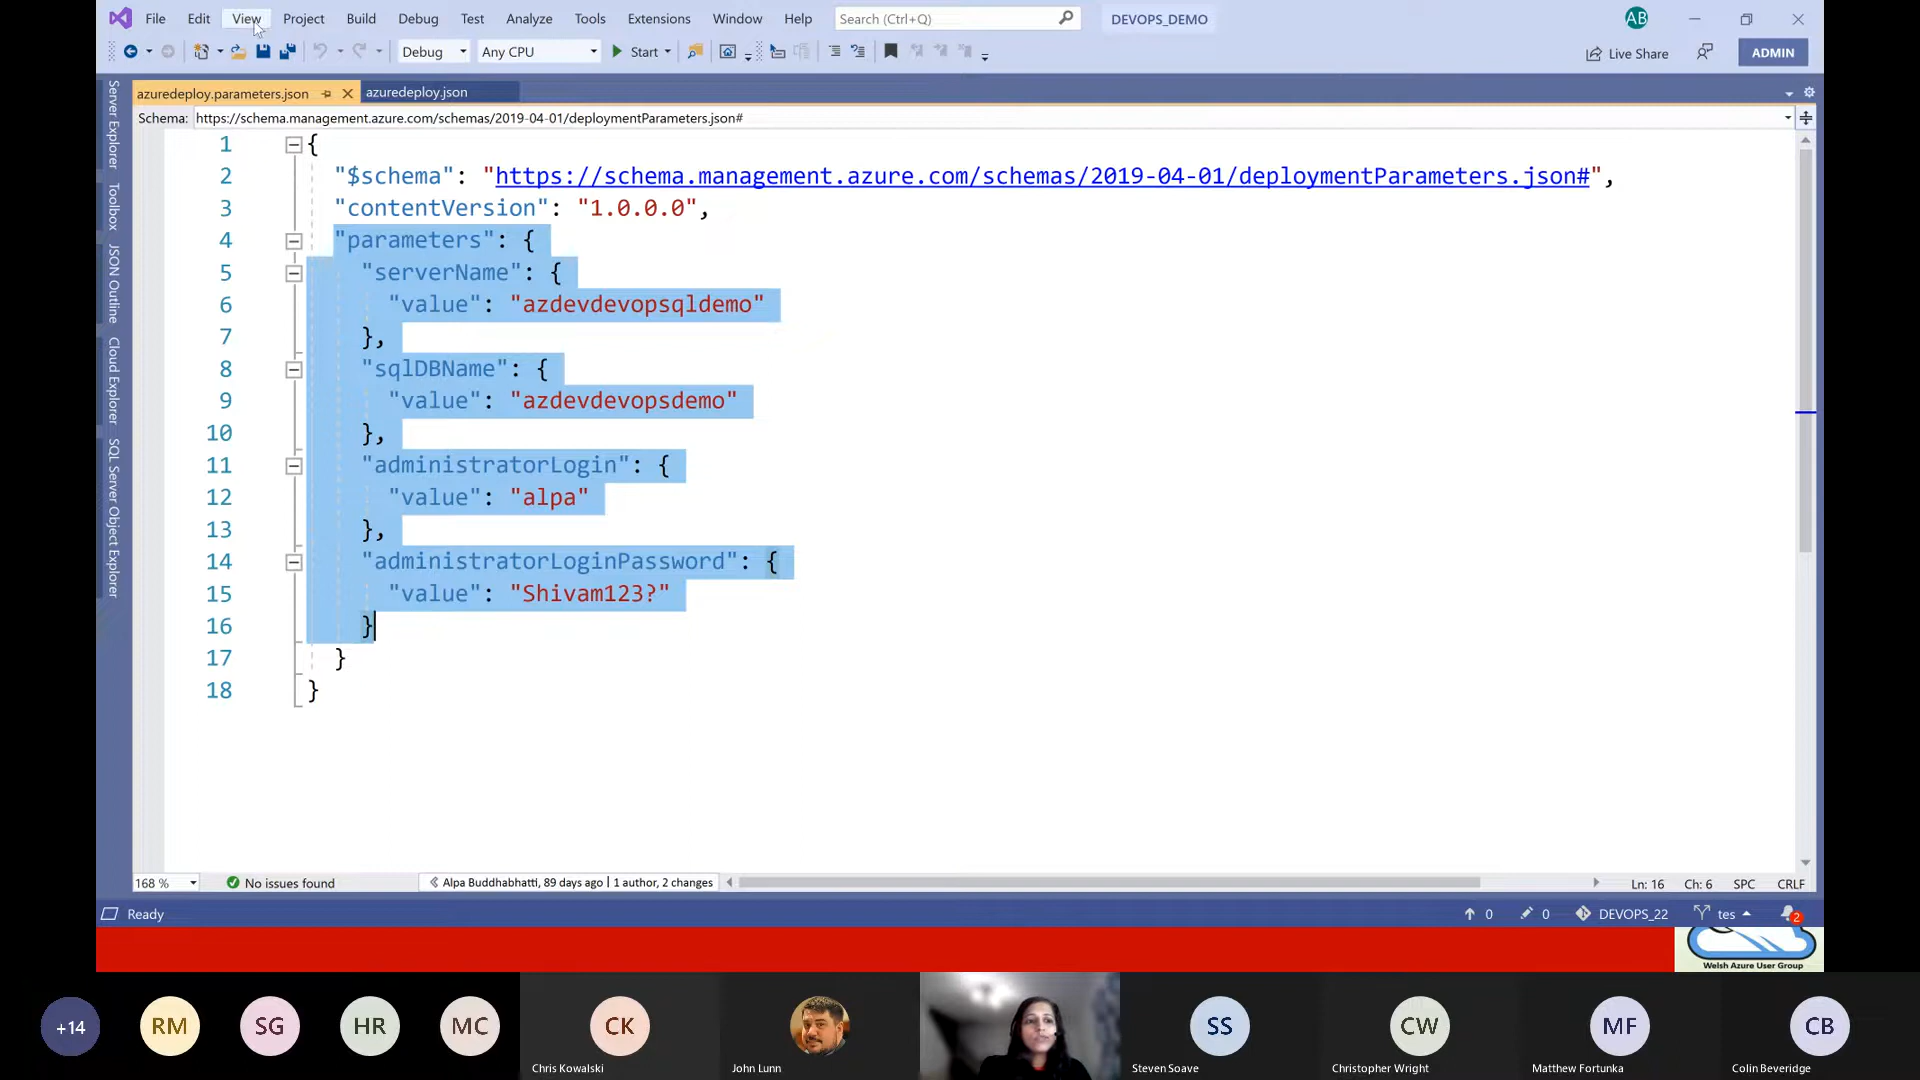 File Edit View Project Build Debug Test Analyze Tools Extensions Window Help Search (Ctrl+Q) DEVOPS_DEMO AB
Debug Any CPU Start Live Share ADMIN
azuredeploy.parameters.json azuredeploy.json
Schema: https://schema.management.azure.com/schemas/2019-04-01/deploymentParameters.json#
Server Explorer
Toolbox
JSON Outline
Cloud Explorer
SQL Server Object Explorer
1 {
2 "$schema": "https://schema.management.azure.com/schemas/2019-04-01/deploymentParameters.json#",
3 "contentVersion": "1.0.0.0",
4 "parameters": {
5 "serverName": {
6 "value": "azdevdevopsqldemo"
7 },
8 "sqlDBName": {
9 "value": "azdevdevopsdemo"
10 },
11 "administratorLogin": {
12 "value": "alpa"
13 },
14 "administratorLoginPassword": {
15 "value": "Shivam123?"
16 }
17 }
18 }
168 % No issues found Alpa Buddhabhatti, 89 days ago | 1 author, 2 changes Ln: 16 Ch: 6 SPC CRLF
Ready 0 0 DEVOPS_22 tes 2
Welsh Azure User Group
+14 RM SG HR MC CK SS CW MF CB
Chris Kowalski John Lunn Steven Soave Christopher Wright Matthew Fortunka Colin Beveridge